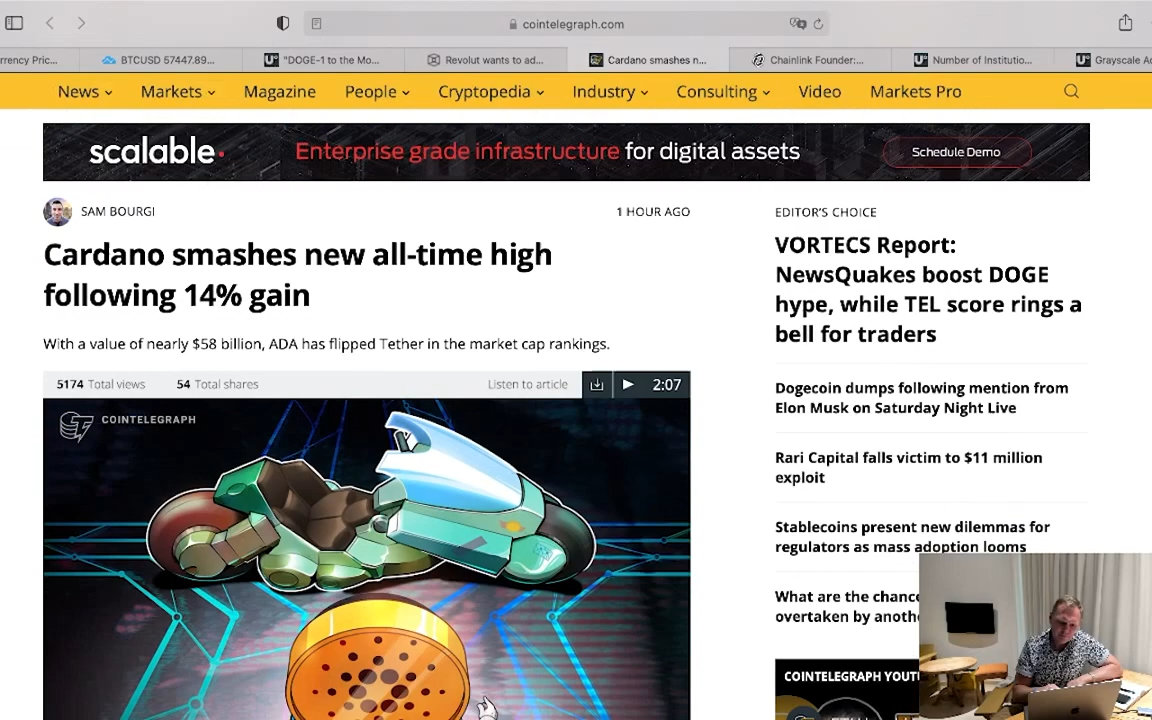 cointelegraph.com
rrency Pric...
BTCUSD 57447.89...
"DOGE-1 to the Mo...
Revolut wants to ad...
Cardano smashes n...
Chainlink Founder:...
Number of Institutio...
Grayscale Ad
News
Markets
Magazine
People
Cryptopedia
Industry
Consulting
Video
Markets Pro
scalable.
Enterprise grade infrastructure for digital assets
Schedule Demo
SAM BOURGI
1 HOUR AGO
Cardano smashes new all-time high
following 14% gain
With a value of nearly $58 billion, ADA has flipped Tether in the market cap rankings.
5174 Total views
54 Total shares
Listen to article
2:07
COINTELEGRAPH
EDITOR'S CHOICE
VORTECS Report:
NewsQuakes boost DOGE
hype, while TEL score rings a
bell for traders
Dogecoin dumps following mention from
Elon Musk on Saturday Night Live
Rari Capital falls victim to $11 million
exploit
Stablecoins present new dilemmas for
regulators as mass adoption looms
What are the chance
overtaken by anoth
COINTELEGRAPH YOUT